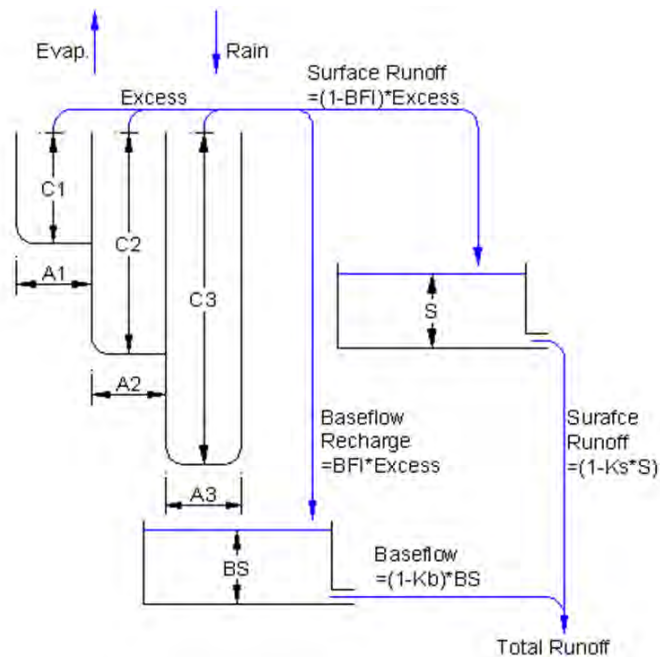 Evap.
Rain
Excess
Surface Runoff
=(1-BFI)*Excess
C1
C2
C3
A1
A2
A3
S
Baseflow
Recharge
=BFI*Excess
Surafce
Runoff
=(1-Ks*S)
BS
Baseflow
=(1-Kb)*BS
Total Runoff